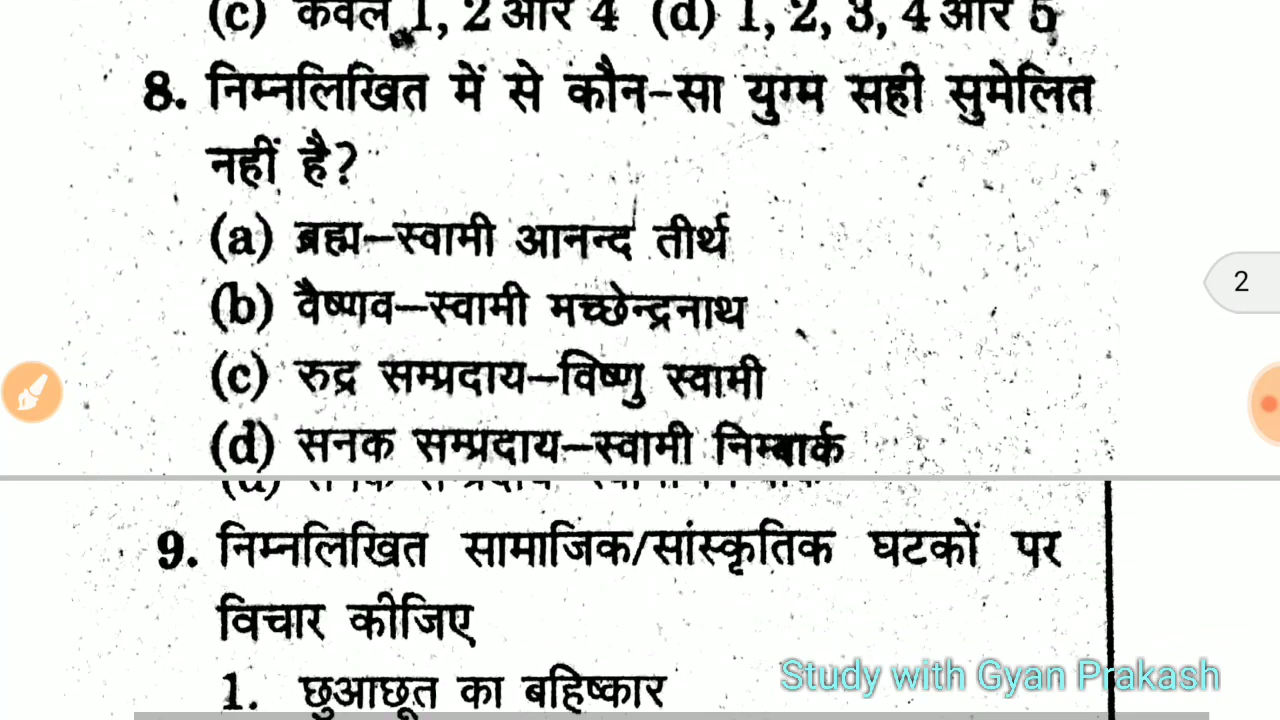 (c) केवल 1, 2 और 4 (d) 1, 2, 3, 4 और 5
8. निम्नलिखित में से कौन-सा युग्म सही सुमेलित
नहीं है?
(a) ब्रह्म–स्वामी आनन्द तीर्थ
(b) वैष्णव–स्वामी मच्छेन्द्रनाथ
2
(c) रुद्र सम्प्रदाय–विष्णु स्वामी
(d) सनक सम्प्रदाय–स्वामी निम्बार्क
9. निम्नलिखित सामाजिक/सांस्कृतिक घटकों पर
विचार कीजिए
1. छुआछूत का बहिष्कार
Study with Gyan Prakash